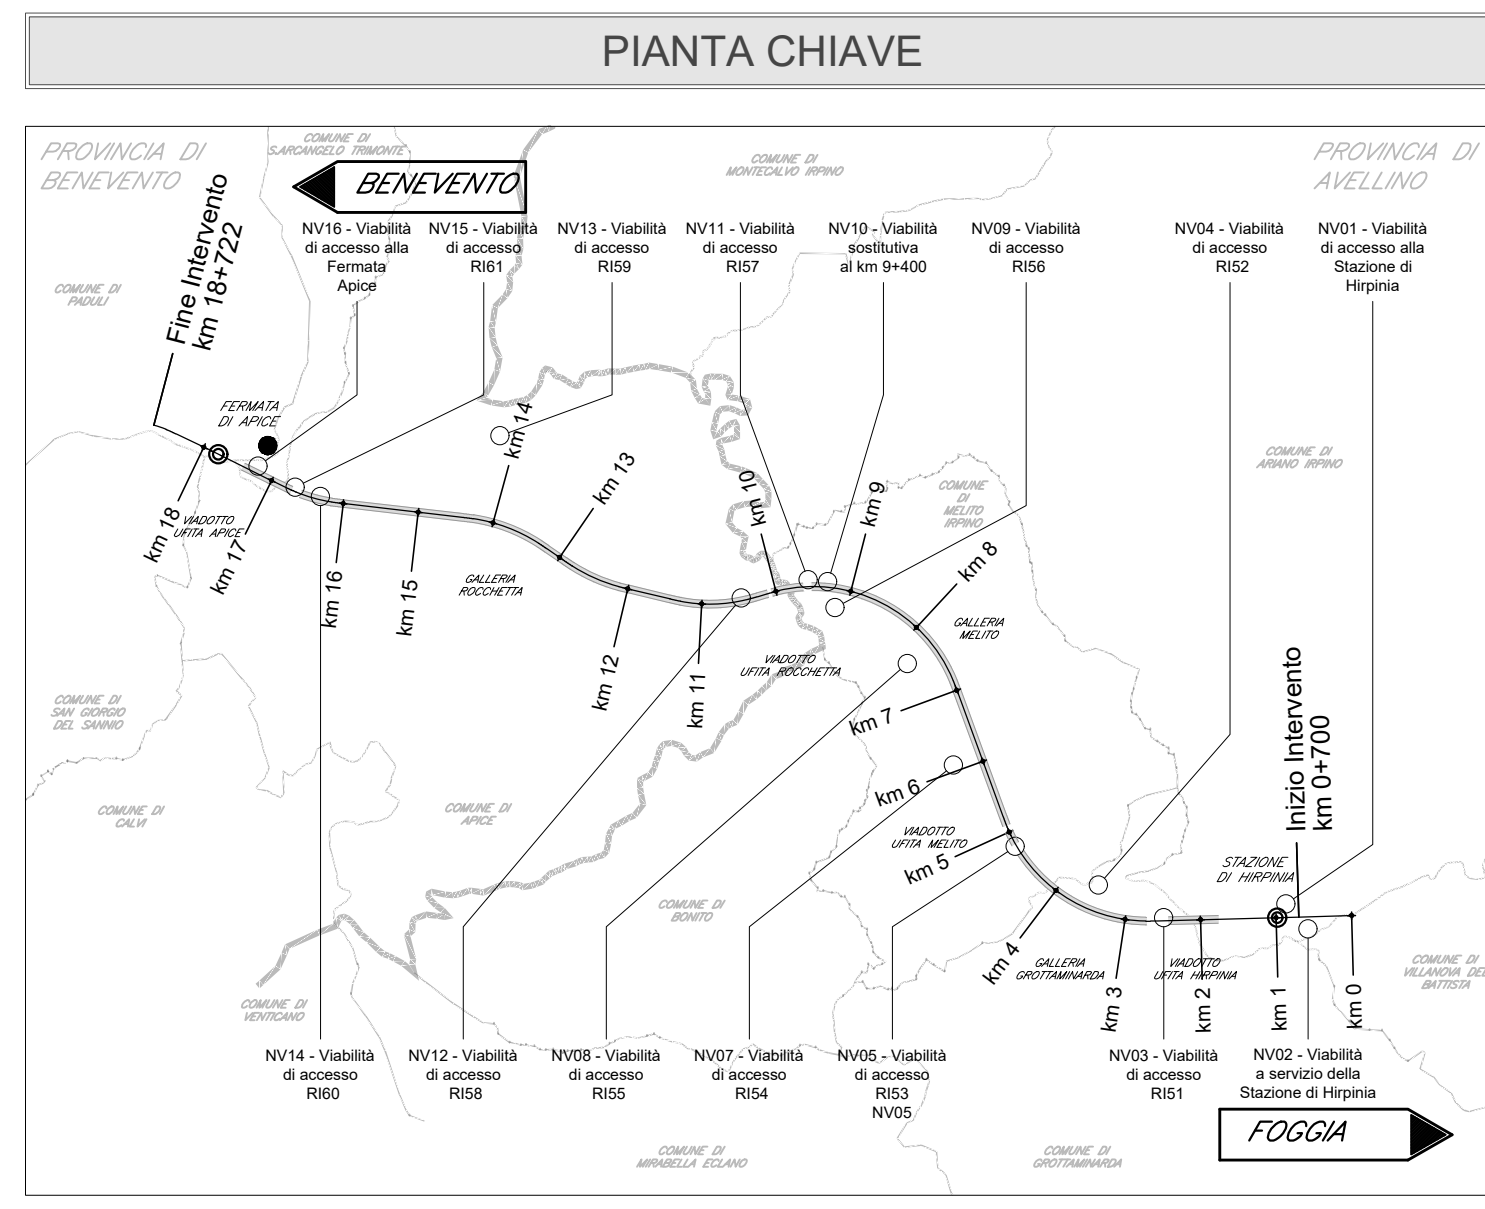 PIANTA CHIAVE
PROVINCIA DI
BENEVENTO
COMUNE DI
S.ARCANGELO TRIMONTE
BENEVENTO
COMUNE DI
MONTECALVO IRPINO
PROVINCIA DI
AVELLINO
Fine Intervento
km 18+722
NV16 - Viabilità
di accesso alla
Fermata
Apice
NV15 - Viabilità
di accesso
RI61
NV13 - Viabilità
di accesso
RI59
NV11 - Viabilità
di accesso
RI57
NV10 - Viabilità
sostitutiva
al km 9+400
NV09 - Viabilità
di accesso
RI56
NV04 - Viabilità
di accesso
RI52
NV01 - Viabilità
di accesso alla
Stazione di
Hirpinia
COMUNE DI
PADULI
FERMATA
DI APICE
COMUNE DI
ARIANO IRPINO
COMUNE
DI
MELITO
IRPINO
km 18
VIADOTTO
UFITA APICE
km 17
km 16
km 15
km 14
km 13
km 12
km 11
km 10
km 9
km 8
km 7
km 6
km 5
km 4
km 3
km 2
km 1
km 0
GALLERIA
ROCCHETTA
GALLERIA
MELITO
VIADOTTO
UFITA ROCCHETTA
Inizio Intervento
km 0+700
COMUNE DI
SAN GIORGIO
DEL SANNIO
COMUNE DI
CALVI
COMUNE DI
APICE
VIADOTTO
UFITA MELITO
STAZIONE
DI HIRPINIA
COMUNE DI
BONITO
GALLERIA
GROTTAMINARDA
VIADOTTO
UFITA HIRPINIA
COMUNE DI
VILLANOVA DEL
BATTISTA
COMUNE DI
VENTICANO
NV14 - Viabilità
di accesso
RI60
NV12 - Viabilità
di accesso
RI58
NV08 - Viabilità
di accesso
RI55
NV07 - Viabilità
di accesso
RI54
NV05 - Viabilità
di accesso
RI53
NV05
NV03 - Viabilità
di accesso
RI51
NV02 - Viabilità
a servizio della
Stazione di Hirpinia
FOGGIA
COMUNE DI
MIRABELLA ECLANO
COMUNE DI
GROTTAMINARDA